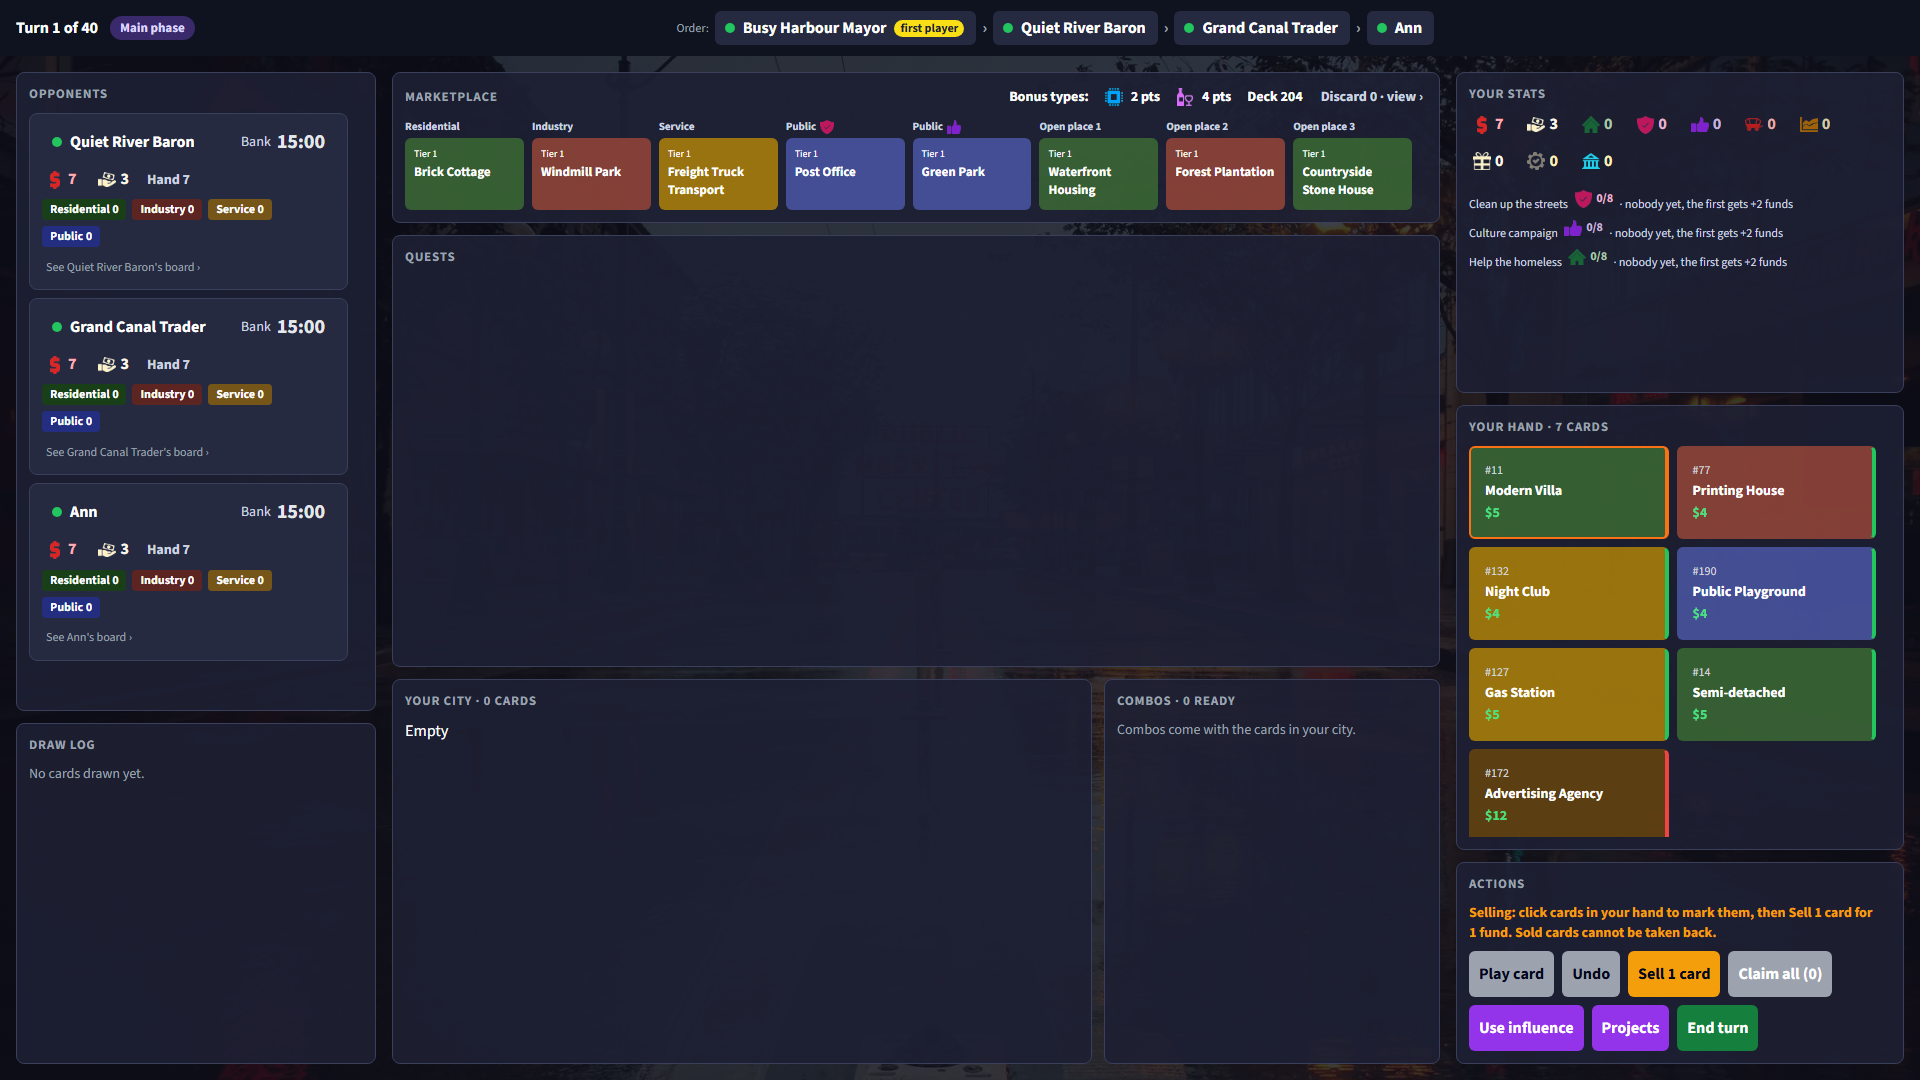 Turn 1 of 40 Main phase
Order: Busy Harbour Mayor first player › Quiet River Baron › Grand Canal Trader › Ann
OPPONENTS
Quiet River Baron Bank 15:00
7 3 Hand 7
Residential 0 Industry 0 Service 0
Public 0
See Quiet River Baron's board ›
Grand Canal Trader Bank 15:00
7 3 Hand 7
Residential 0 Industry 0 Service 0
Public 0
See Grand Canal Trader's board ›
Ann Bank 15:00
7 3 Hand 7
Residential 0 Industry 0 Service 0
Public 0
See Ann's board ›
DRAW LOG
No cards drawn yet.
MARKETPLACE
Bonus types: 2 pts 4 pts Deck 204 Discard 0 · view ›
Residential Industry Service Public Public Open place 1 Open place 2 Open place 3
Tier 1
Brick Cottage
Tier 1
Windmill Park
Tier 1
Freight Truck
Transport
Tier 1
Post Office
Tier 1
Green Park
Tier 1
Waterfront
Housing
Tier 1
Forest Plantation
Tier 1
Countryside
Stone House
QUESTS
YOUR CITY · 0 CARDS
Empty
COMBOS · 0 READY
Combos come with the cards in your city.
YOUR STATS
7 3 0 0 0 0 0
0 0 0
Clean up the streets 0/8 · nobody yet, the first gets +2 funds
Culture campaign 0/8 · nobody yet, the first gets +2 funds
Help the homeless 0/8 · nobody yet, the first gets +2 funds
YOUR HAND · 7 CARDS
#11
Modern Villa
$5
#77
Printing House
$4
#132
Night Club
$4
#190
Public Playground
$4
#127
Gas Station
$5
#14
Semi-detached
$5
#172
Advertising Agency
$12
ACTIONS
Selling: click cards in your hand to mark them, then Sell 1 card for
1 fund. Sold cards cannot be taken back.
Play card Undo Sell 1 card Claim all (0)
Use influence Projects End turn